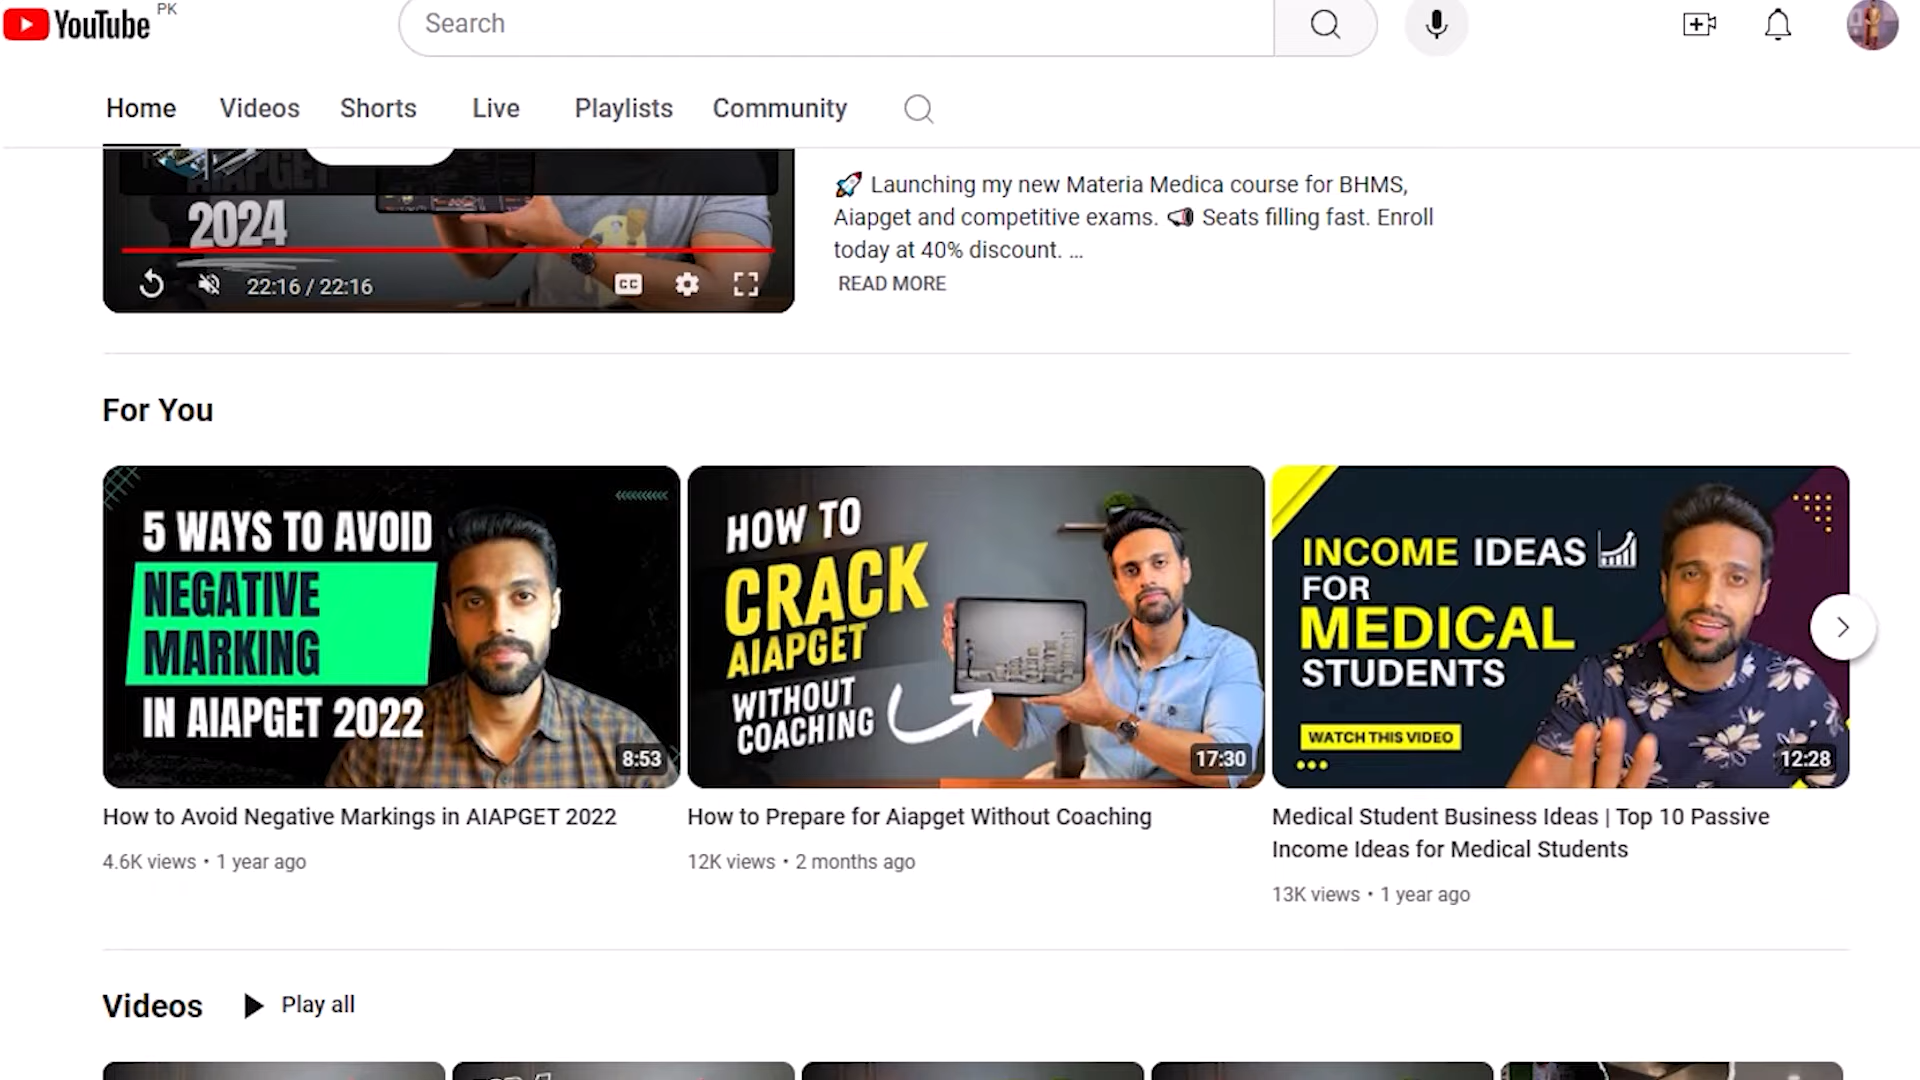 YouTube PK
Search
Home Videos Shorts Live Playlists Community
AIAPGET
2024
22:16 / 22:16
CC
🚀 Launching my new Materia Medica course for BHMS,
Aiapget and competitive exams. 📢 Seats filling fast. Enroll
today at 40% discount. ...
READ MORE
For You
5 WAYS TO AVOID
NEGATIVE
MARKING
IN AIAPGET 2022
8:53
HOW TO
CRACK
AIAPGET
WITHOUT
COACHING
17:30
INCOME IDEAS
FOR
MEDICAL
STUDENTS
WATCH THIS VIDEO
12:28
How to Avoid Negative Markings in AIAPGET 2022
4.6K views • 1 year ago
How to Prepare for Aiapget Without Coaching
12K views • 2 months ago
Medical Student Business Ideas | Top 10 Passive
Income Ideas for Medical Students
13K views • 1 year ago
Videos Play all